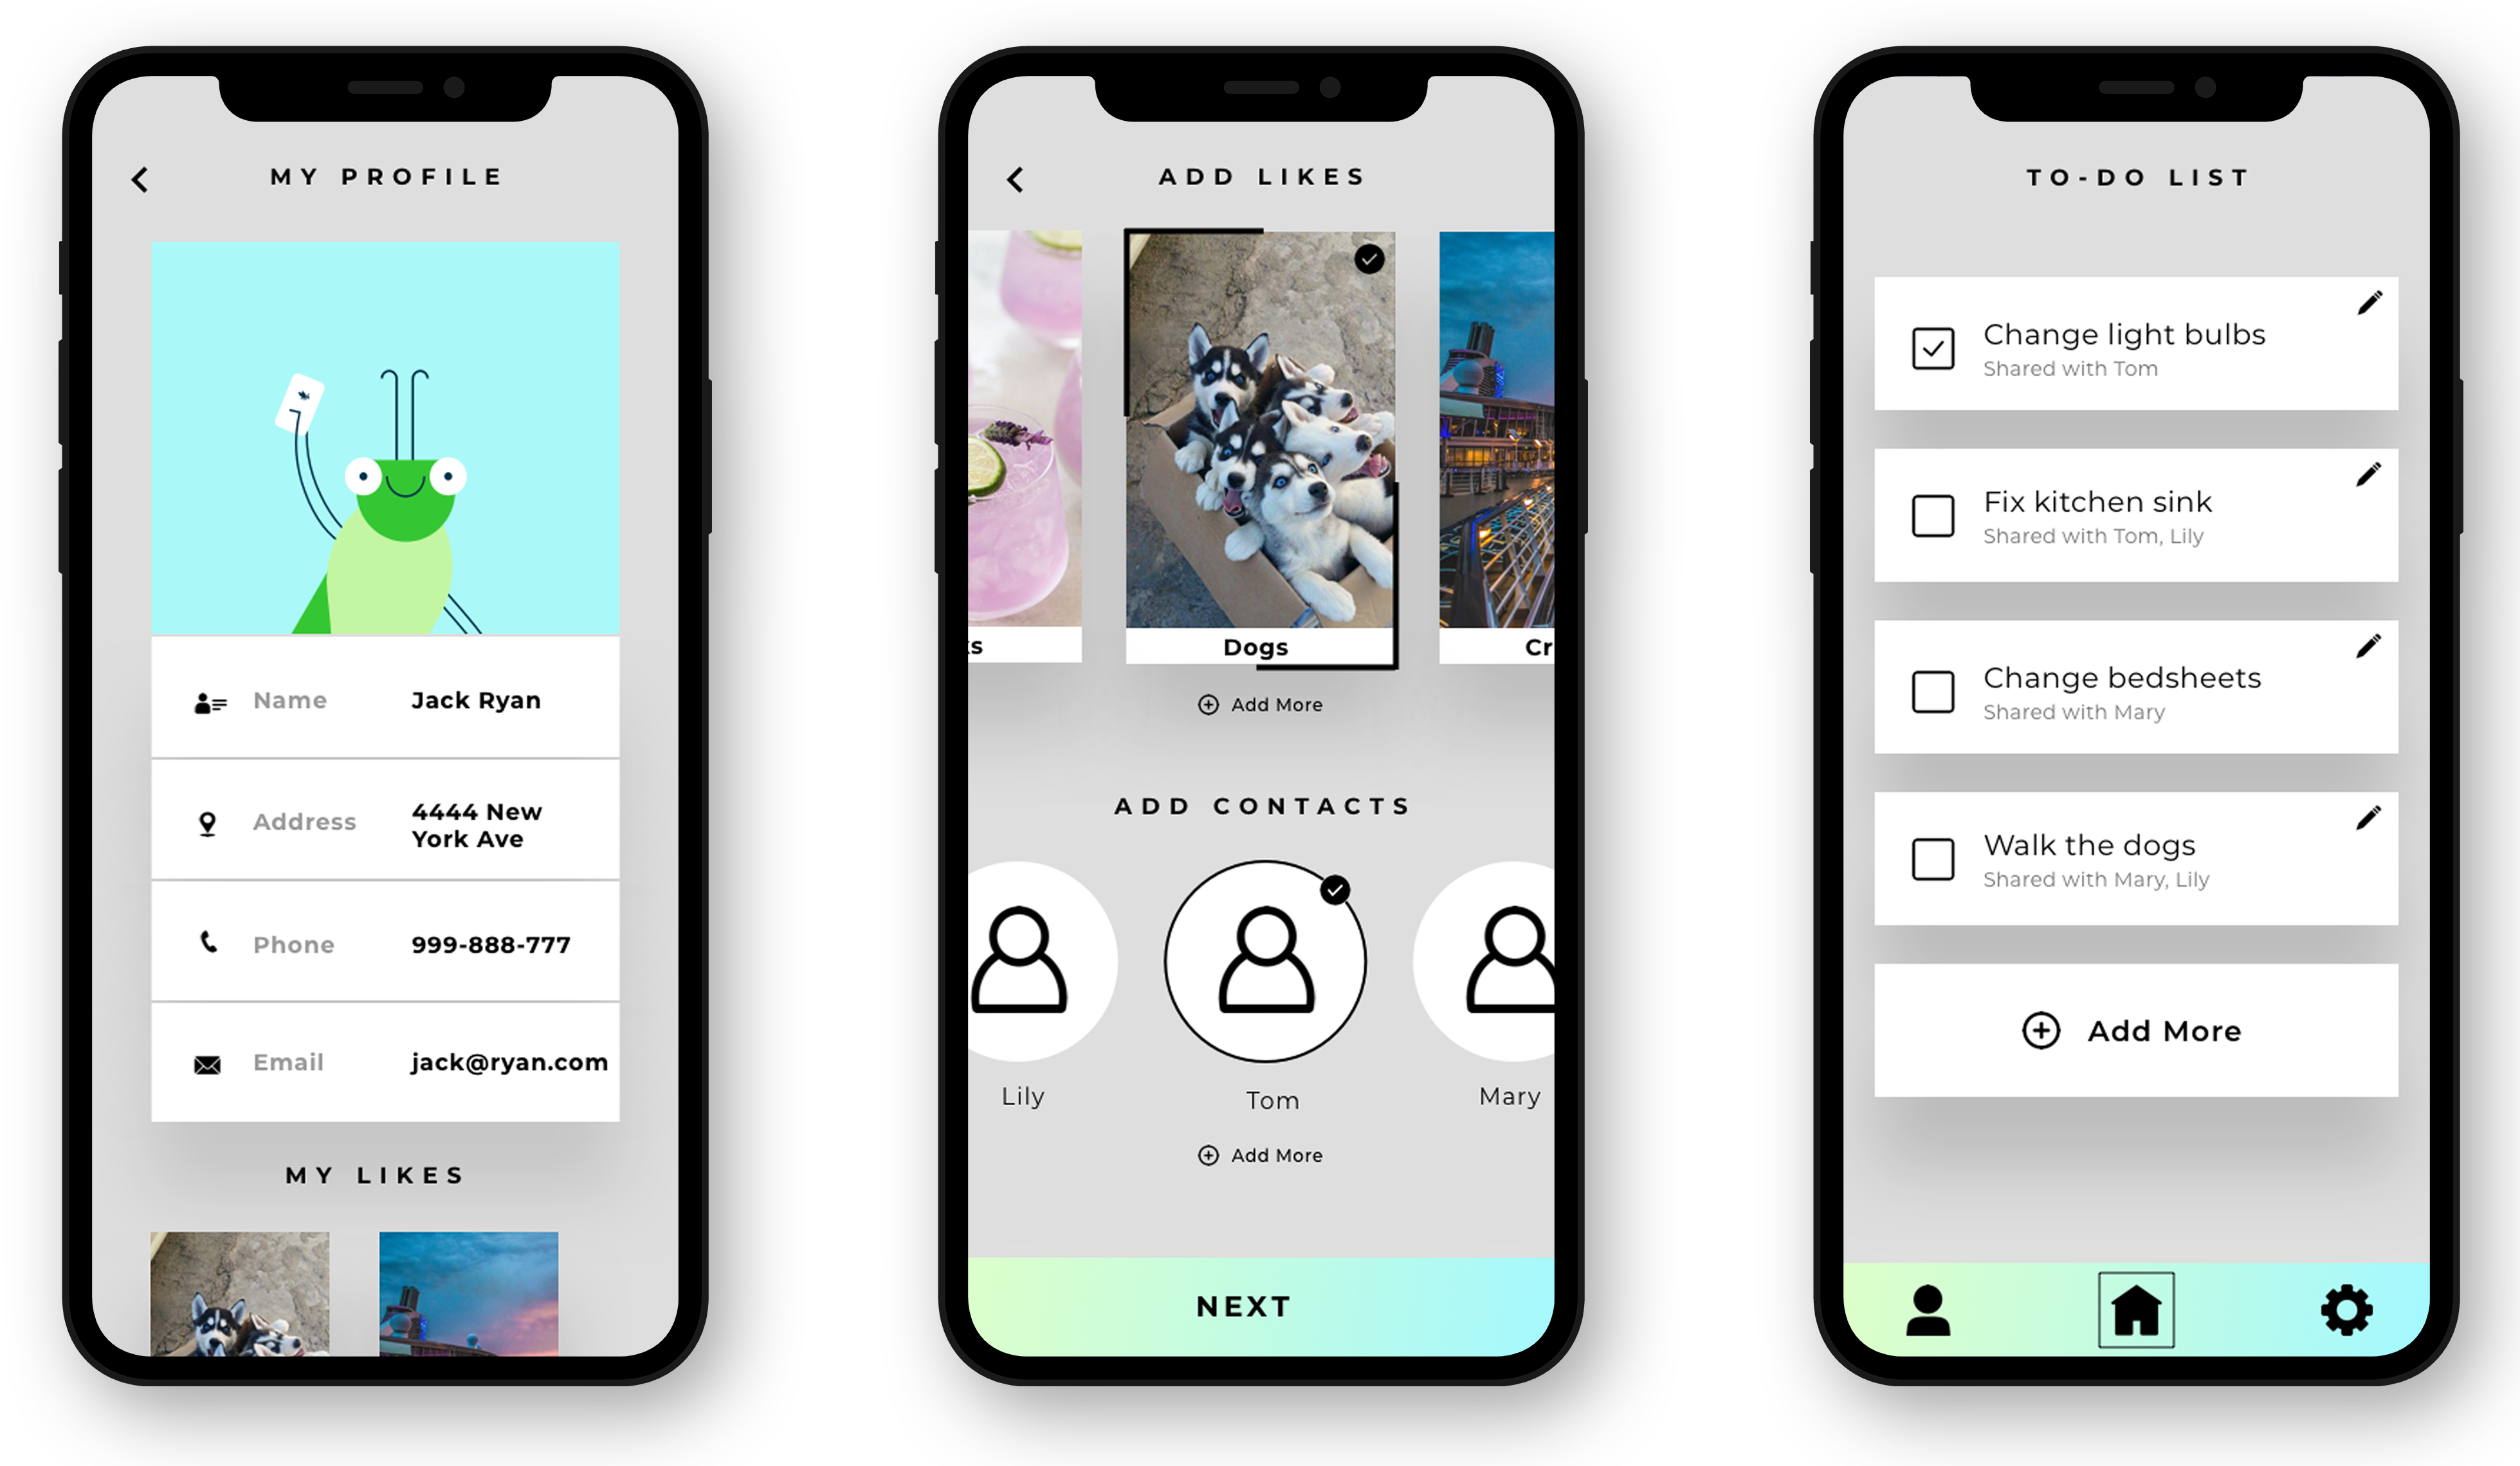 MY PROFILE
Name
Jack Ryan
Address
4444 New
York Ave
Phone
999-888-777
Email
jack@ryan.com
MY LIKES
ADD LIKES
ks
Dogs
Cr
Add More
ADD CONTACTS
Lily
Tom
Mary
Add More
NEXT
TO-DO LIST
Change light bulbs
Shared with Tom
Fix kitchen sink
Shared with Tom, Lily
Change bedsheets
Shared with Mary
Walk the dogs
Shared with Mary, Lily
Add More